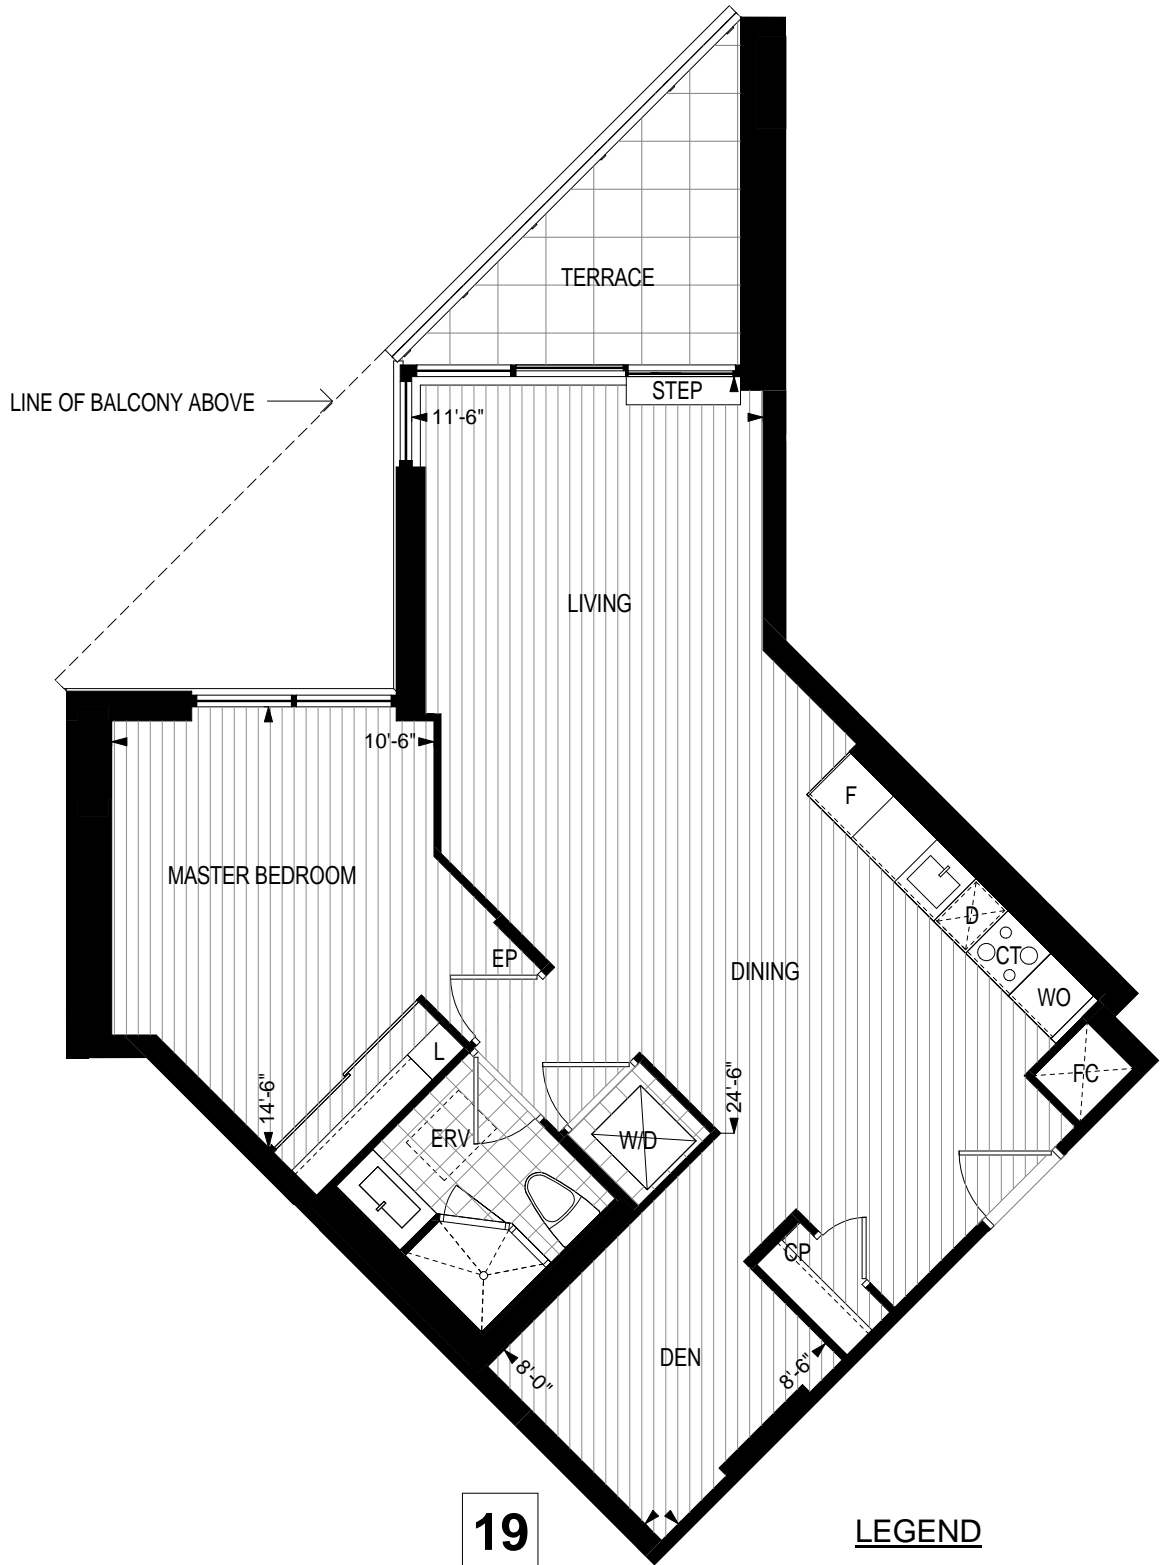 TERRACE
STEP
LINE OF BALCONY ABOVE
11'-6"
LIVING
10'-6"
F
MASTER BEDROOM
D
EP
DINING
CT
WO
L
FC
14'-6"
24'-6"
ERV
W/D
CP
DEN
8'-0"
8'-6"
19
LEGEND